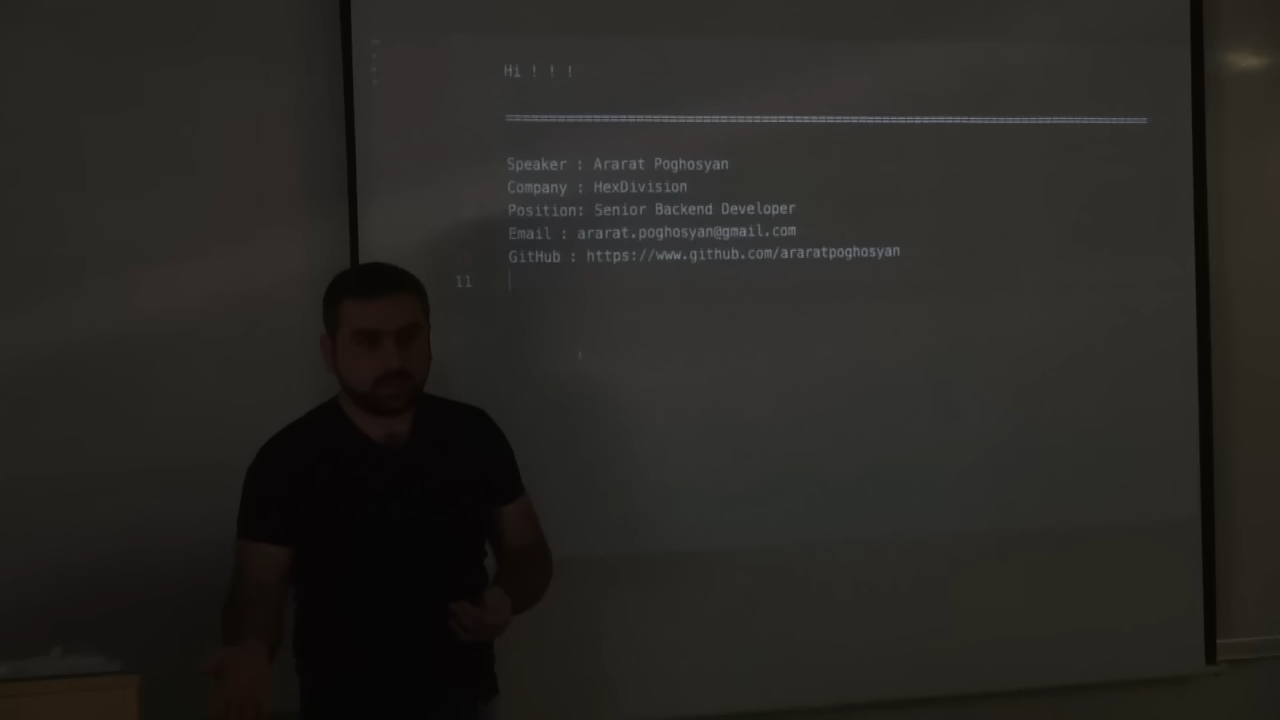 Hi ! ! !
==========================================================================
Speaker : Ararat Poghosyan
Company : HexDivision
Position: Senior Backend Developer
Email : ararat.poghosyan@gmail.com
GitHub : https://www.github.com/araratpoghosyan
11